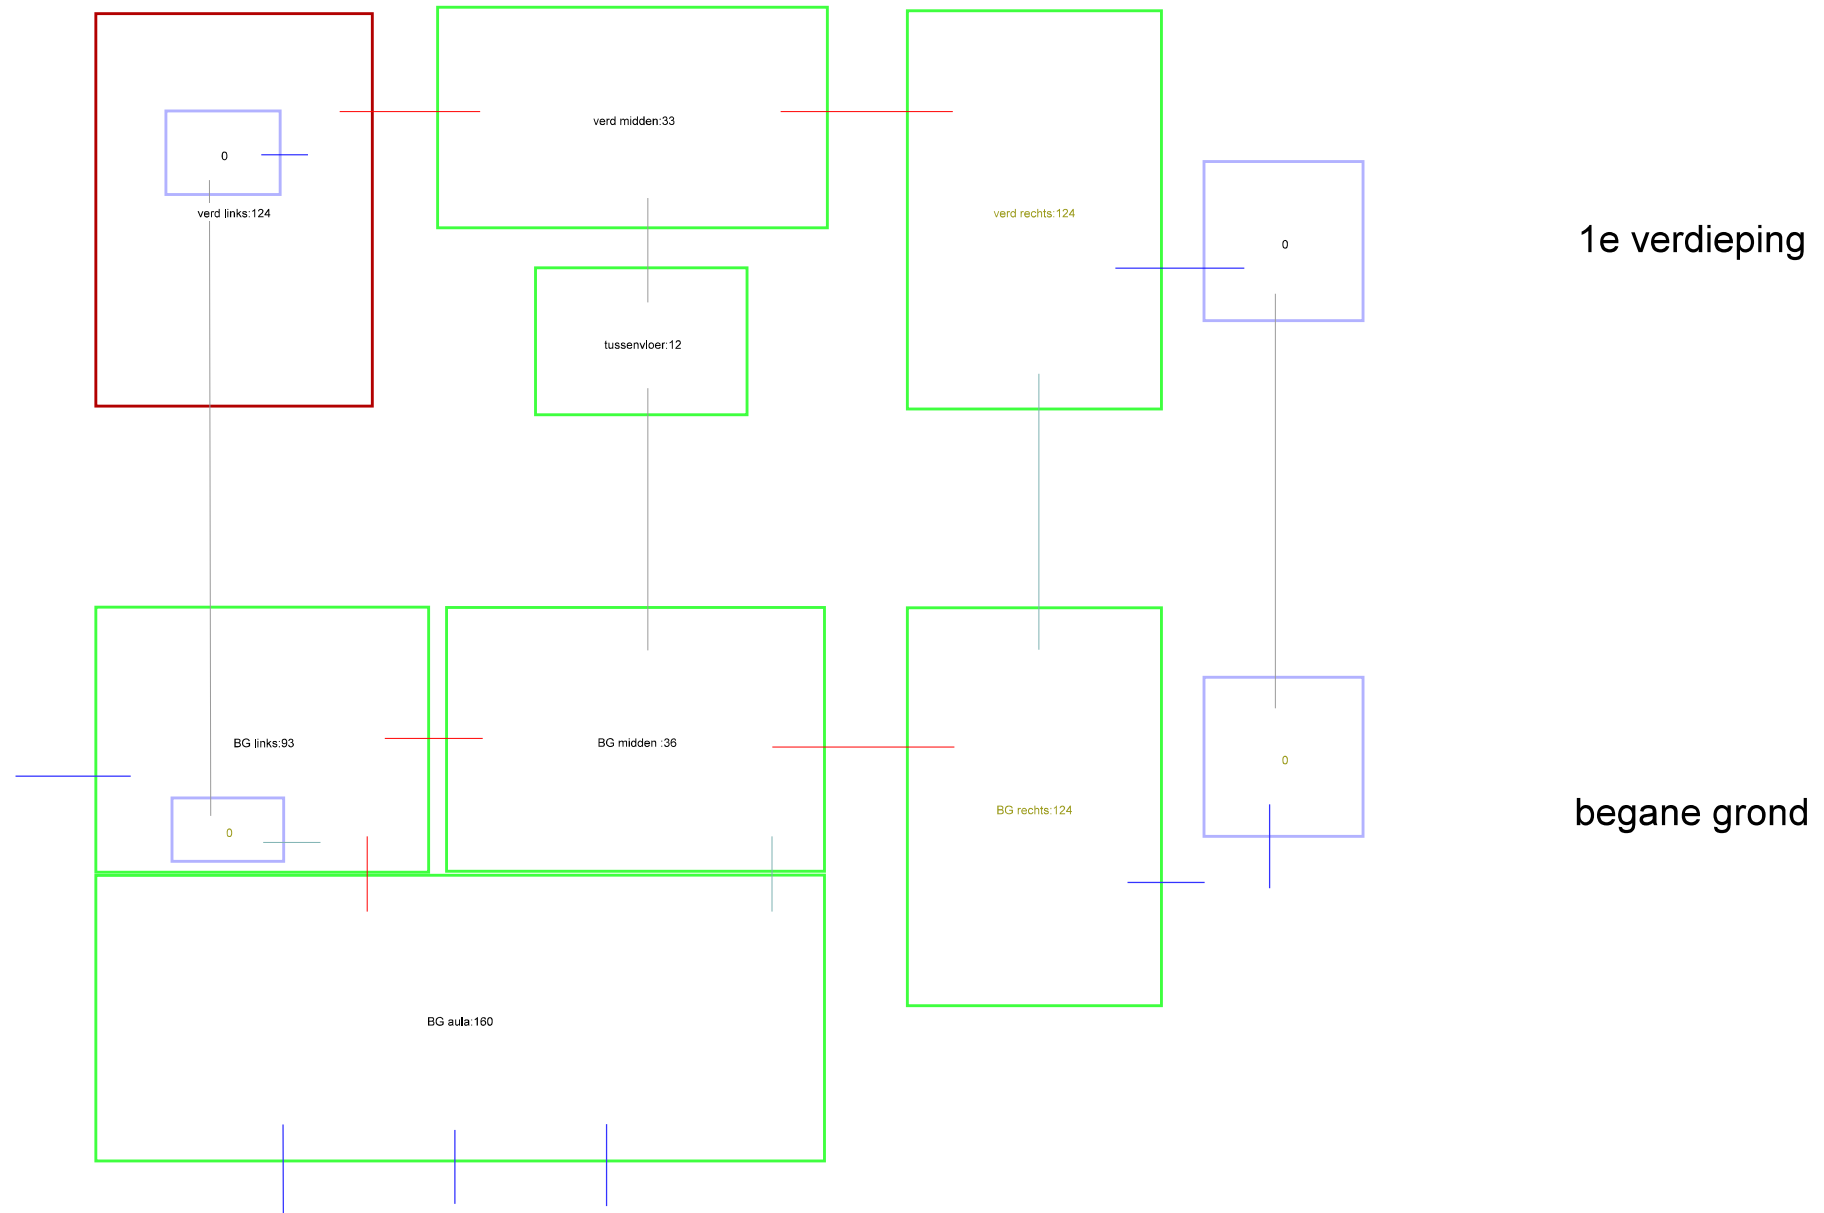 verd midden:33
0
verd links:124
verd rechts:124
1e verdieping
0
tussenvloer:12
BG links:93
BG midden :36
0
BG rechts:124
begane grond
0
BG aula:160